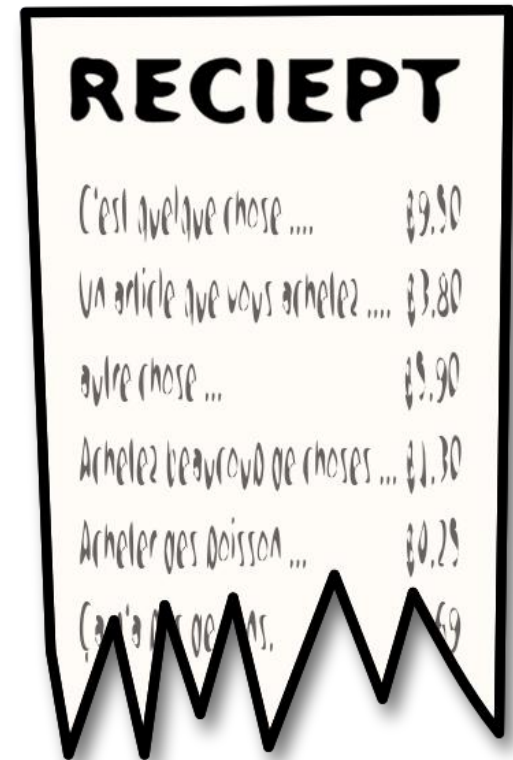 RECIEPT
C'est quelque chose .... $9.50
Un article que vous achetez .... $3.80
autre chose ... $5.90
Achetez beaucoup de choses ... $1.30
Acheter des poisson ... $0.25
69